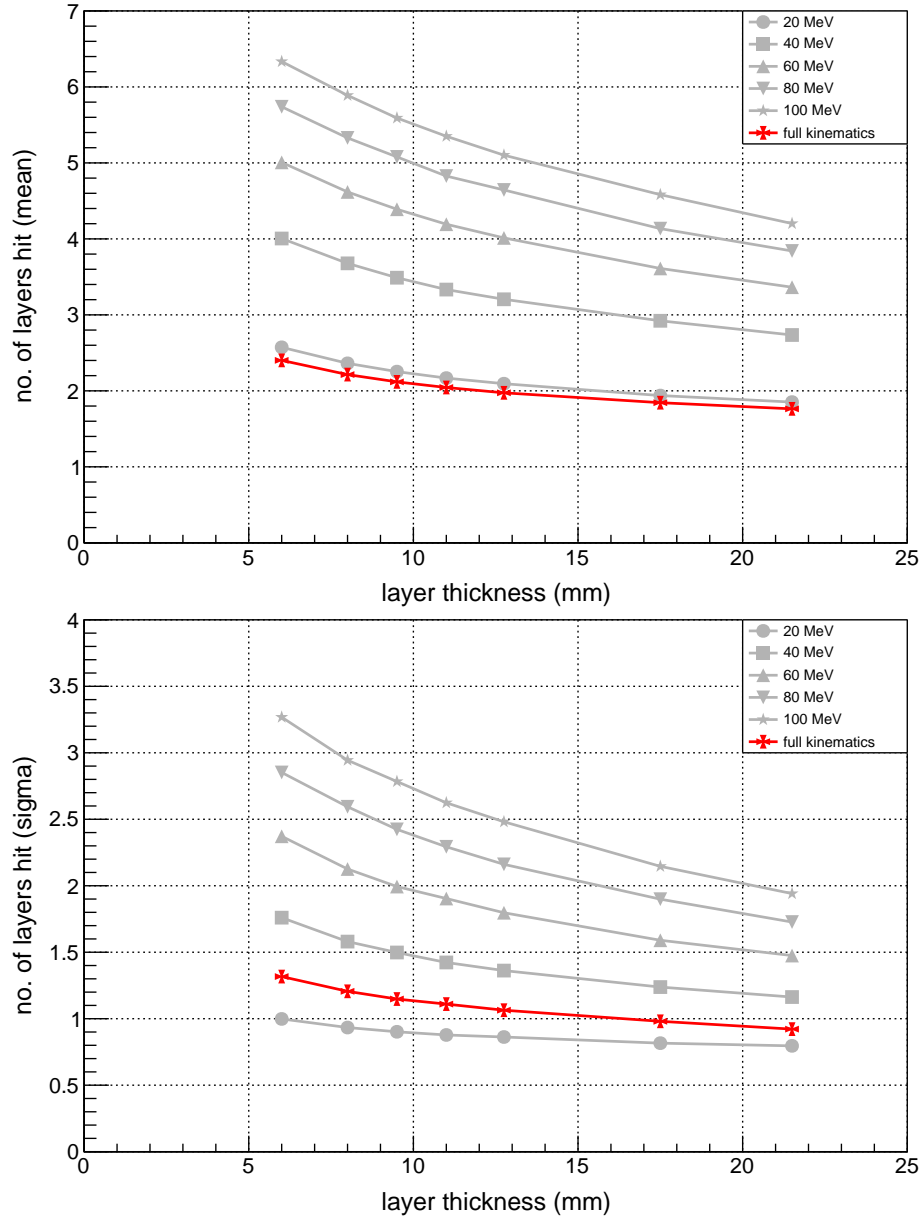 no. of layers hit (mean)
7
6
5
4
3
2
1
0
20 MeV
40 MeV
60 MeV
80 MeV
100 MeV
full kinematics
0 5 10 15 20 25
layer thickness (mm)
no. of layers hit (sigma)
4
3.5
3
2.5
2
1.5
1
0.5
0
20 MeV
40 MeV
60 MeV
80 MeV
100 MeV
full kinematics
0 5 10 15 20 25
layer thickness (mm)